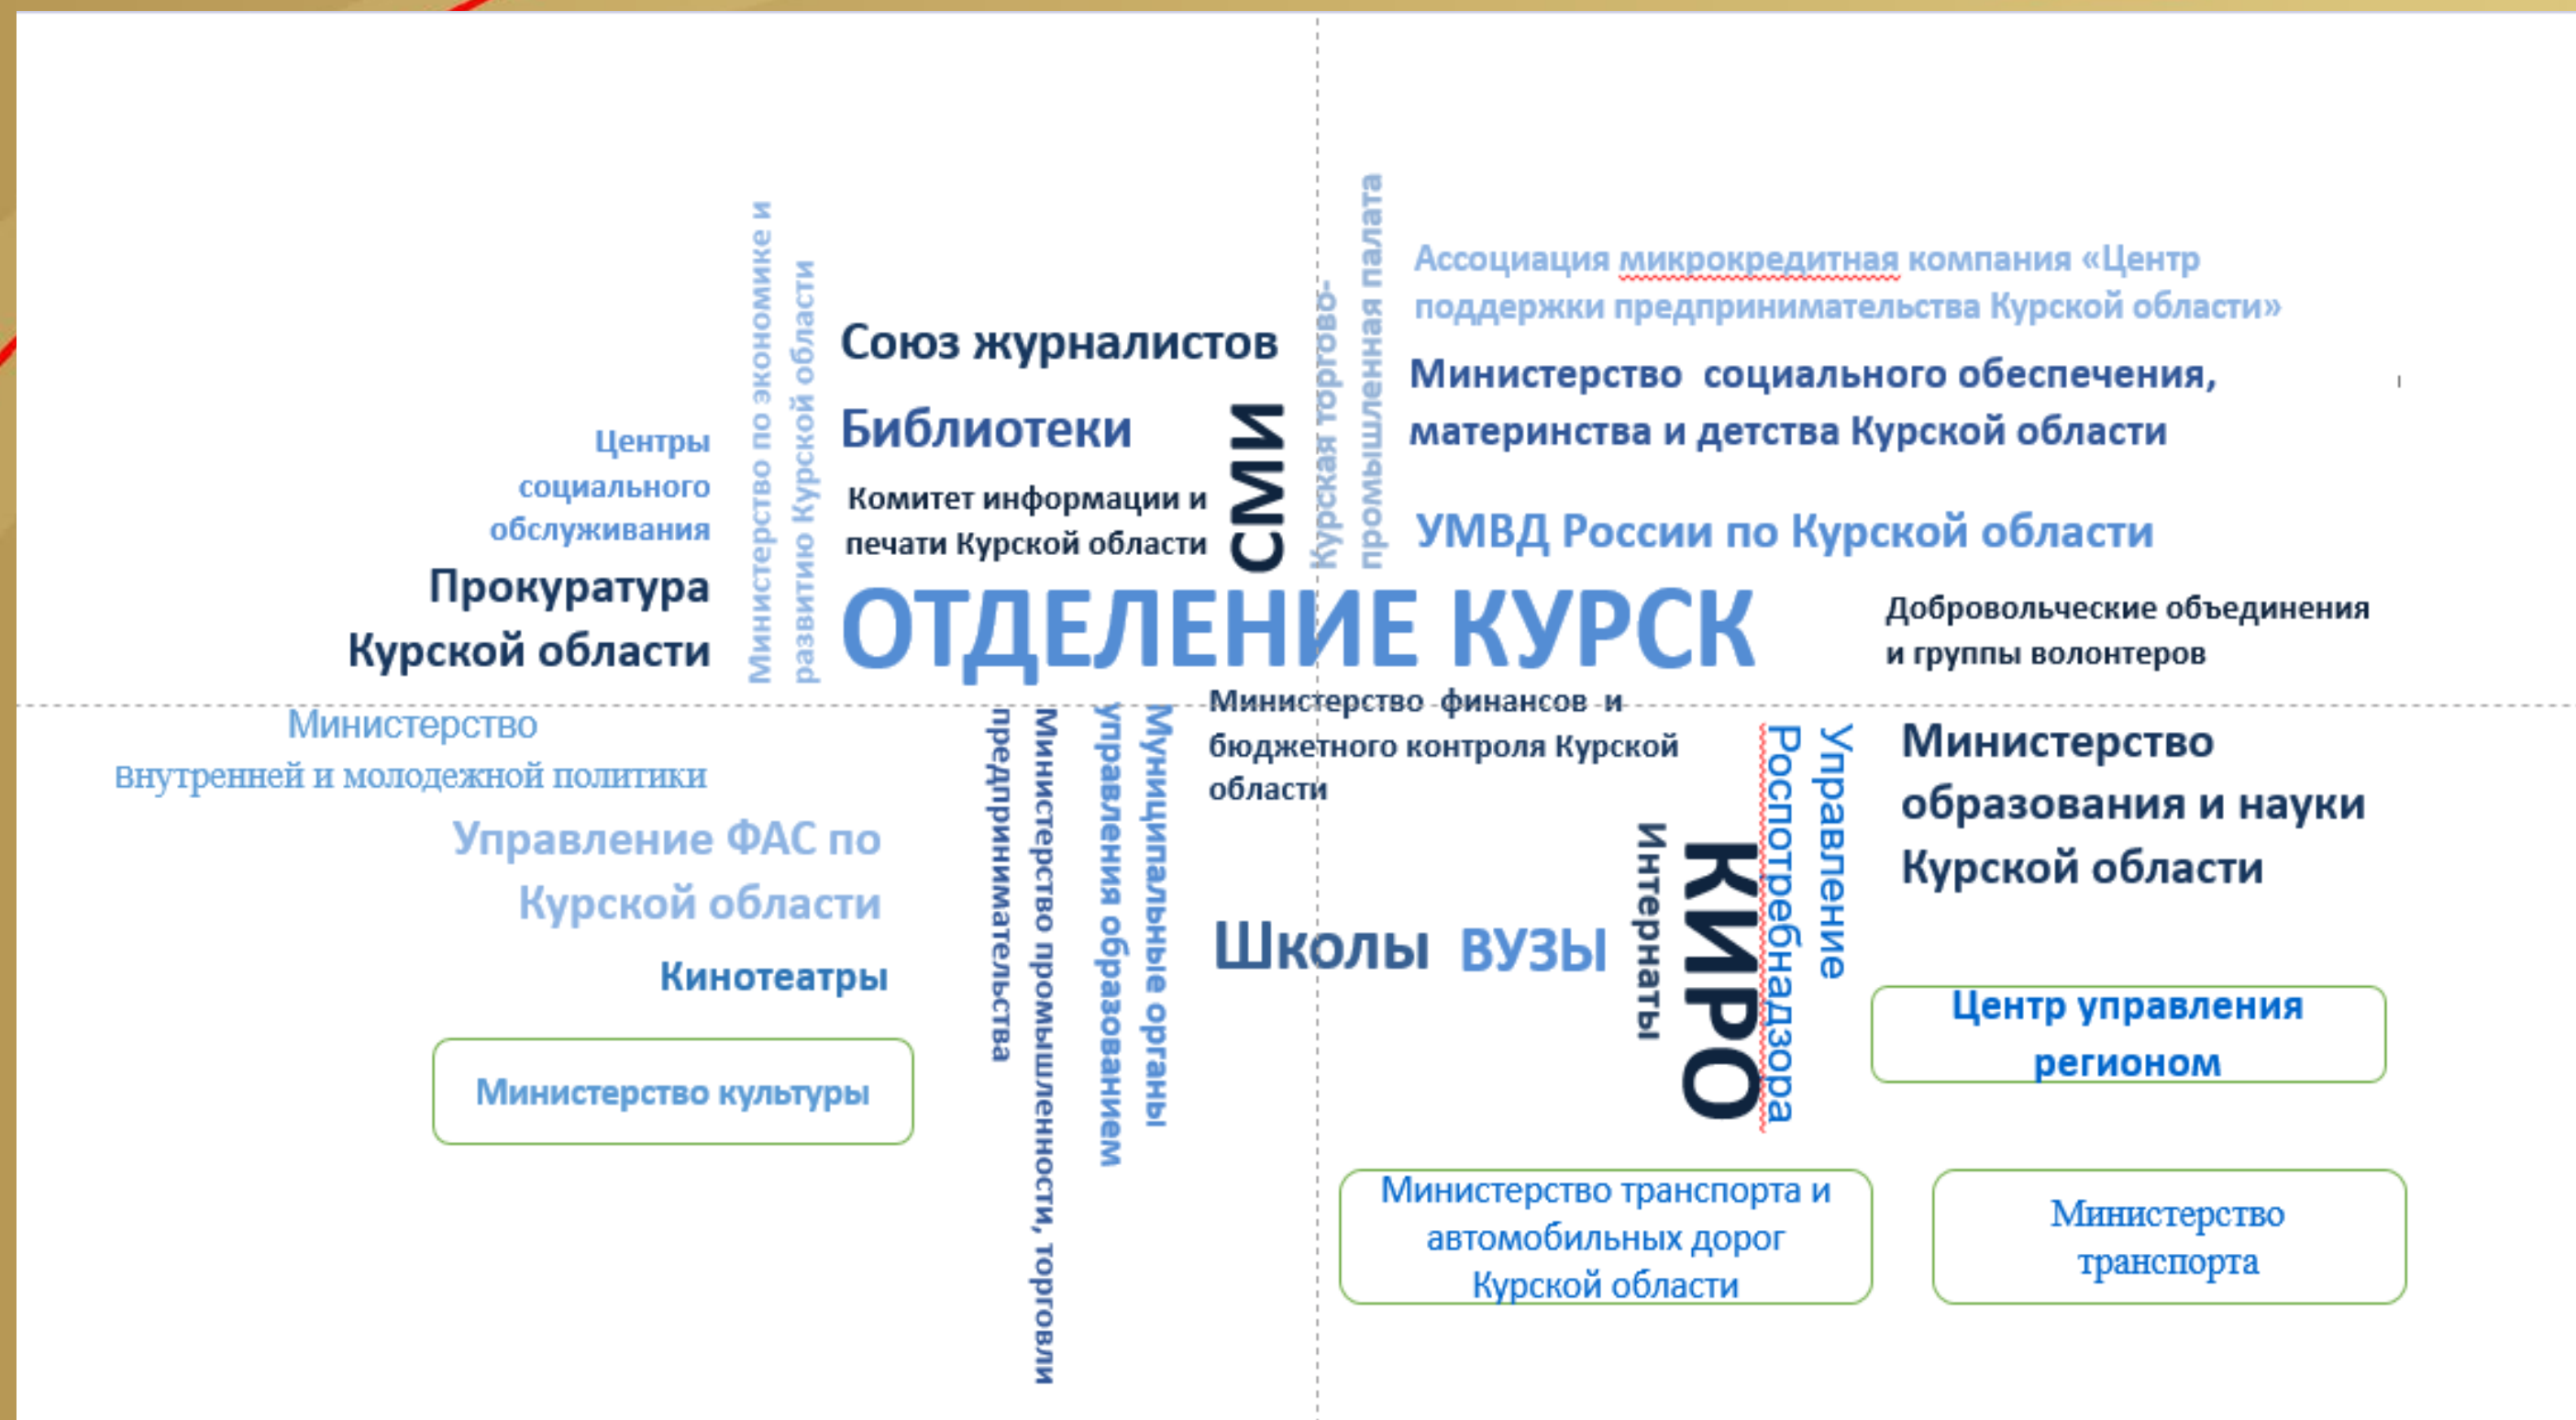 Министерство по экономике и
развитию Курской области
Курская торгово-
промышленная палата
Ассоциация микрокредитная компания «Центр
поддержки предпринимательства Курской области»
Союз журналистов
Министерство социального обеспечения,
материнства и детства Курской области
Библиотеки
СМИ
Центры
социального
обслуживания
Комитет информации и
печати Курской области
УМВД России по Курской области
Прокуратура
Курской области
ОТДЕЛЕНИЕ КУРСК
Добровольческие объединения
и группы волонтеров
Министерство
внутренней и молодежной политики
Министерство финансов и
бюджетного контроля Курской
области
Муниципальные органы
управления образованием
Министерство промышленности, торговли
предпринимательства
Управление
Роспотребнадзора
Министерство
образования и науки
Курской области
Управление ФАС по
Курской области
Интернаты
КИРО
Школы ВУЗЫ
Кинотеатры
Центр управления
регионом
Министерство культуры
Министерство транспорта и
автомобильных дорог
Курской области
Министерство
транспорта